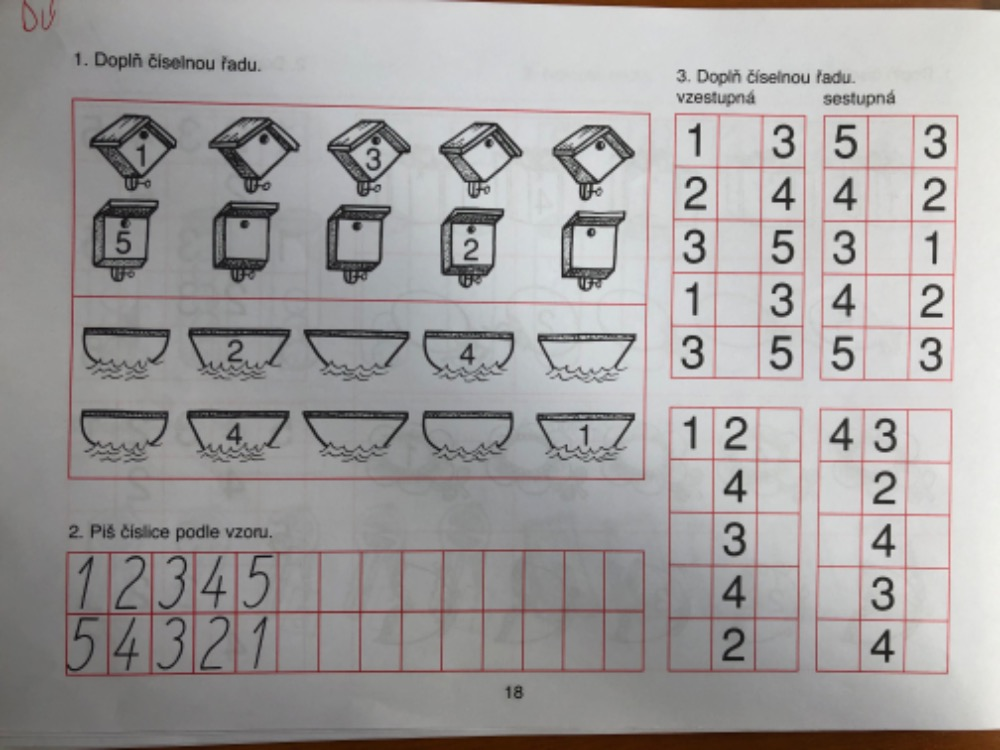 DÚ
1. Doplň číselnou řadu.
1 3
5 2
2 4
4 1
2. Piš číslice podle vzoru.
1 2 3 4 5
5 4 3 2 1
3. Doplň číselnou řadu.
vzestupná sestupná
1 3 5 3
2 4 4 2
3 5 3 1
1 3 4 2
3 5 5 3
1 2 4 3
4 2
3 4
4 3
2 4
18